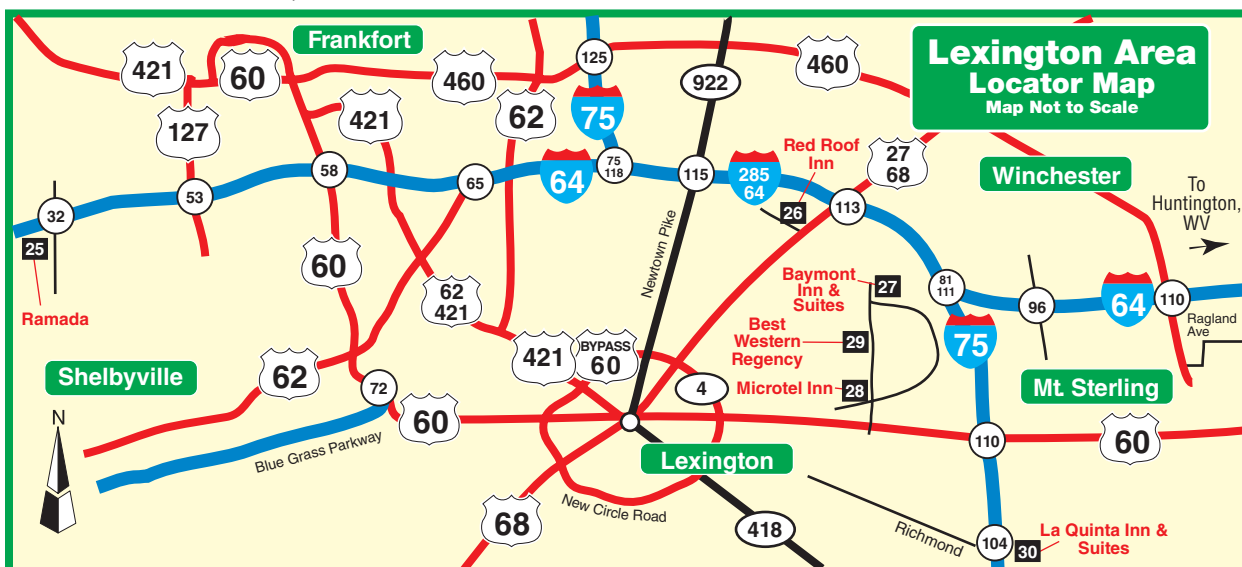 Lexington Area
Locator Map
Map Not to Scale
Frankfort
421
60
460
125
922
460
127
421
62
75
27
68
Winchester
Red Roof
Inn
To
Huntington,
WV
58
65
64
75
118
115
285
64
26
113
32
53
25
Ramada
60
62
421
Newtown Pike
Baymont
Inn &
Suites
27
81
111
96
64
110
Ragland
Ave
Best
Western
Regency
29
75
421
BYPASS
60
Shelbyville
62
72
4
Microtel Inn
28
Mt. Sterling
N
60
110
60
Blue Grass Parkway
Lexington
New Circle Road
68
418
Richmond
104
30
La Quinta Inn &
Suites